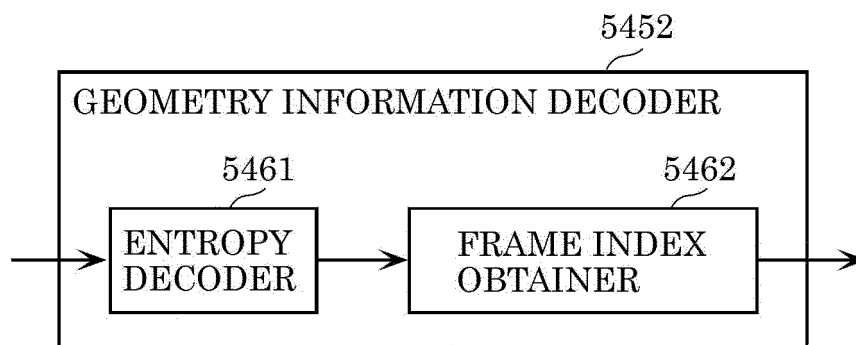 5452
GEOMETRY INFORMATION DECODER
5461
5462
ENTROPY
DECODER
FRAME INDEX
OBTAINER